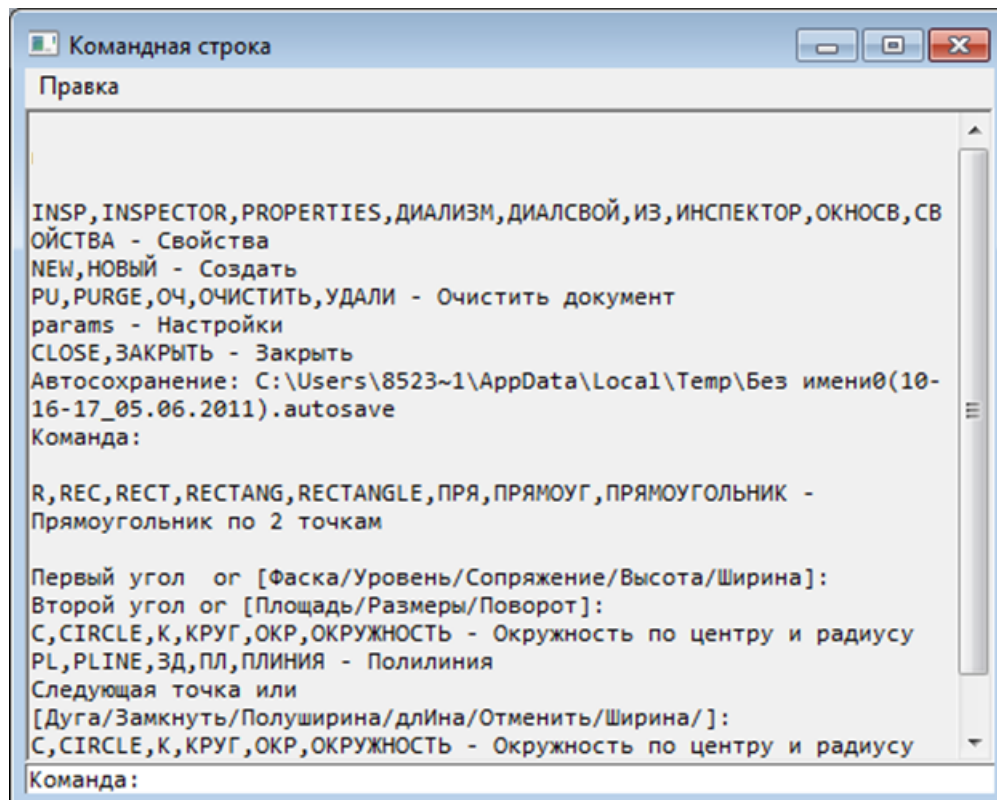 Командная строка
Правка
INSP,INSPECTOR,PROPERTIES,ДИАЛИЗМ,ДИАЛСВОЙ,ИЗ,ИНСПЕКТОР,ОКНОСВ,СВ
ОЙСТВА - Свойства
NEW,НОВЫЙ - Создать
PU,PURGE,ОЧ,ОЧИСТИТЬ,УДАЛИ - Очистить документ
params - Настройки
CLOSE,ЗАКРЫТЬ - Закрыть
Автосохранение: C:\Users\8523~1\AppData\Local\Temp\Без имени0(10-
16-17_05.06.2011).autosave
Команда:
R,REC,RECT,RECTANG,RECTANGLE,ПРЯ,ПРЯМОУГ,ПРЯМОУГОЛЬНИК -
Прямоугольник по 2 точкам
Первый угол  or [Фаска/Уровень/Сопряжение/Высота/Ширина]:
Второй угол or [Площадь/Размеры/Поворот]:
C,CIRCLE,К,КРУГ,ОКР,ОКРУЖНОСТЬ - Окружность по центру и радиусу
PL,PLINE,ЗД,ПЛ,ПЛИНИЯ - Полилиния
Следующая точка или
[Дуга/Замкнуть/Полуширина/длИна/Отменить/Ширина/]:
C,CIRCLE,К,КРУГ,ОКР,ОКРУЖНОСТЬ - Окружность по центру и радиусу
Команда: